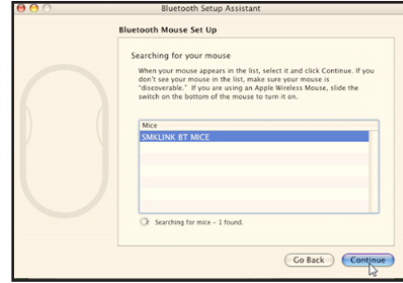 Bluetooth Setup Assistant
Bluetooth Mouse Set Up
Searching for your mouse
When your mouse appears in the list, select it and click Continue. If you
don't see your mouse in the list, make sure your mouse is
"discoverable." If you are using an Apple Wireless Mouse, slide the
switch on the bottom of the mouse to turn it on.
Mice
SMKLINK BT MICE
Searching for mice – 1 found.
Go Back Continue